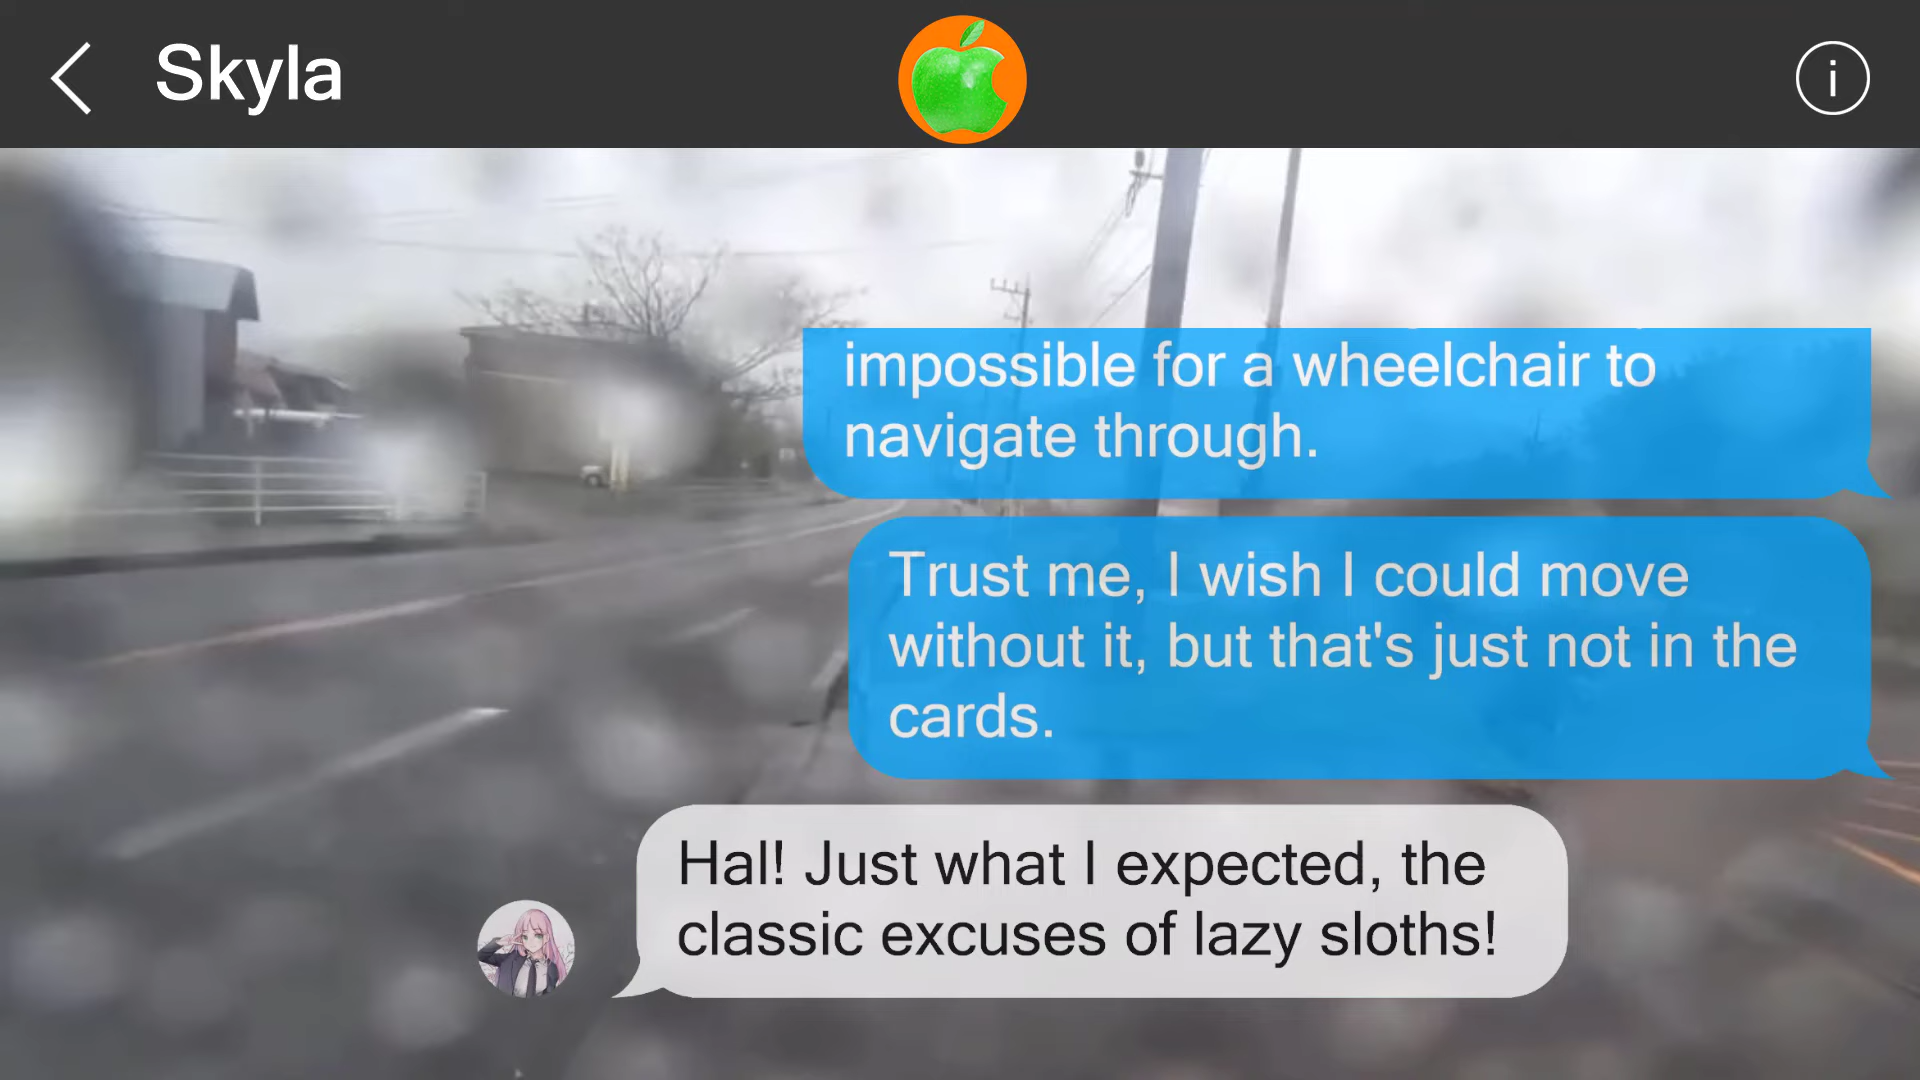 Skyla
i
impossible for a wheelchair to
navigate through.
Trust me, I wish I could move
without it, but that's just not in the
cards.
Hal! Just what I expected, the
classic excuses of lazy sloths!